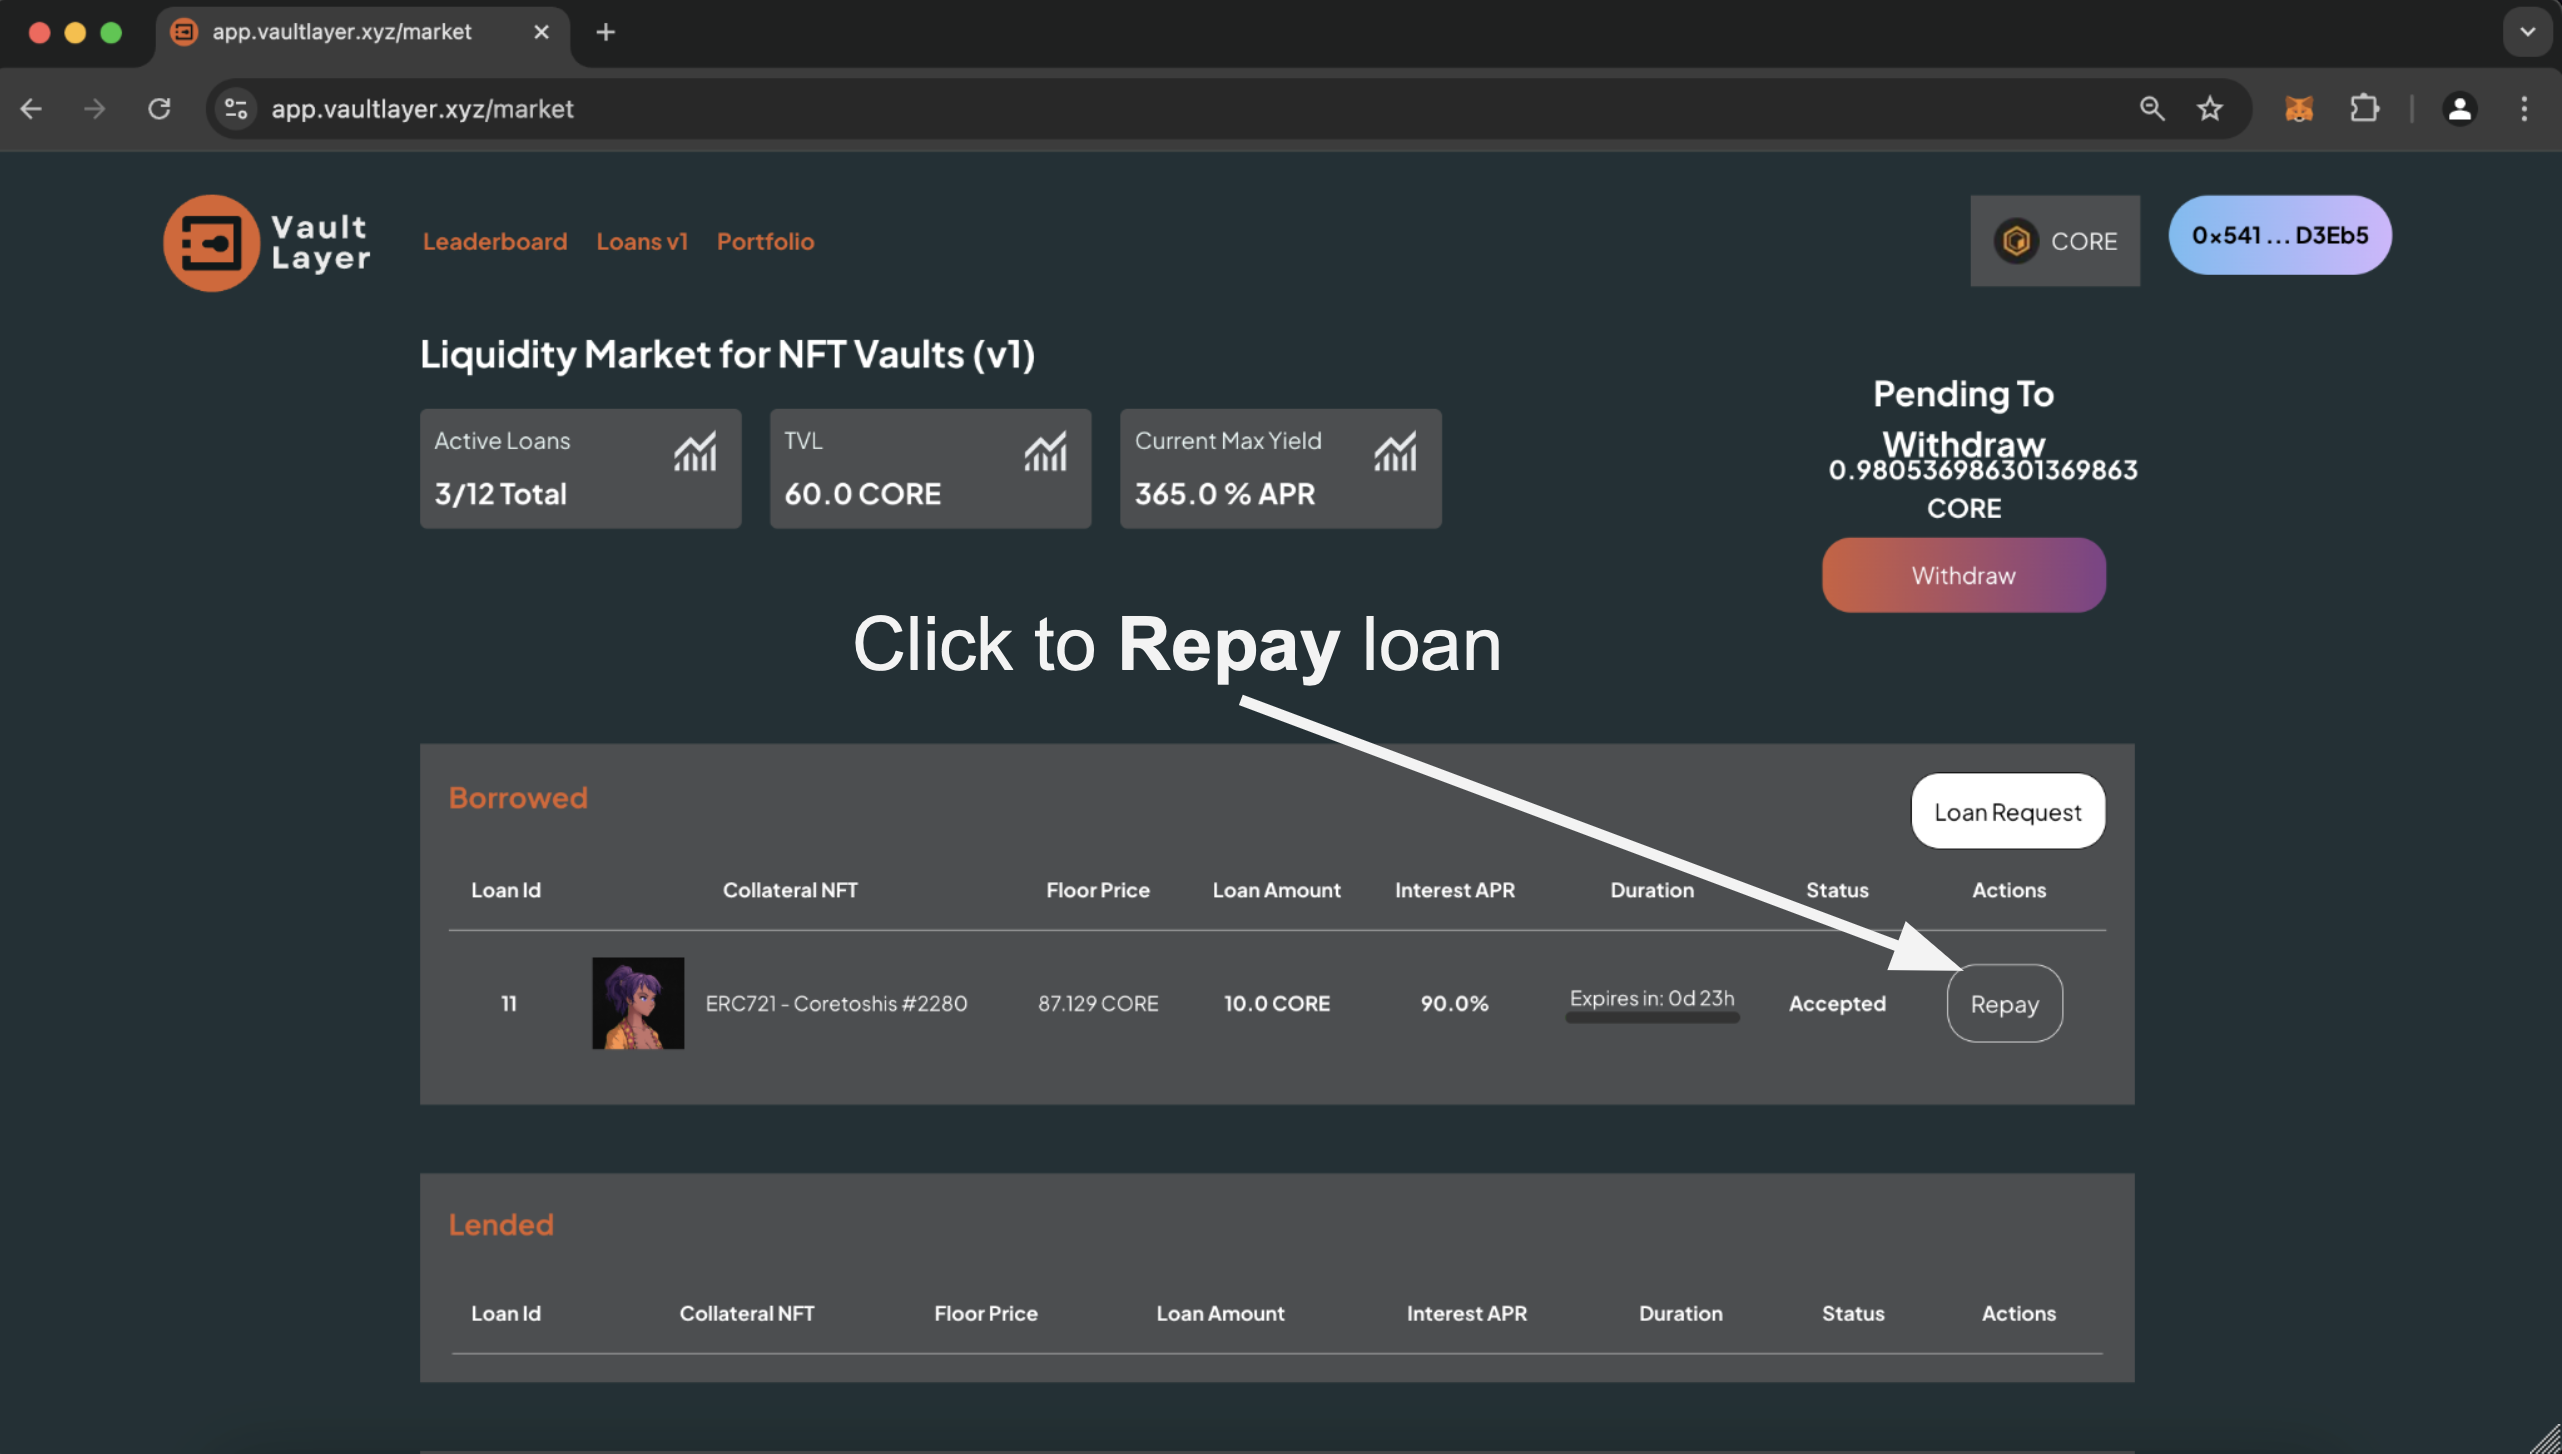 app.vaultlayer.xyz/market
app.vaultlayer.xyz/market
Vault
Layer
Leaderboard Loans v1 Portfolio
CORE
0x541 ... D3Eb5
Liquidity Market for NFT Vaults (v1)
Active Loans
3/12 Total
TVL
60.0 CORE
Current Max Yield
365.0 % APR
Pending To
Withdraw
0.980536986301369863
CORE
Withdraw
Click to Repay loan
Borrowed
Loan Request
Loan Id Collateral NFT Floor Price Loan Amount Interest APR Duration Status Actions
11 ERC721 - Coretoshis #2280 87.129 CORE 10.0 CORE 90.0% Expires in: 0d 23h Accepted Repay
Lended
Loan Id Collateral NFT Floor Price Loan Amount Interest APR Duration Status Actions